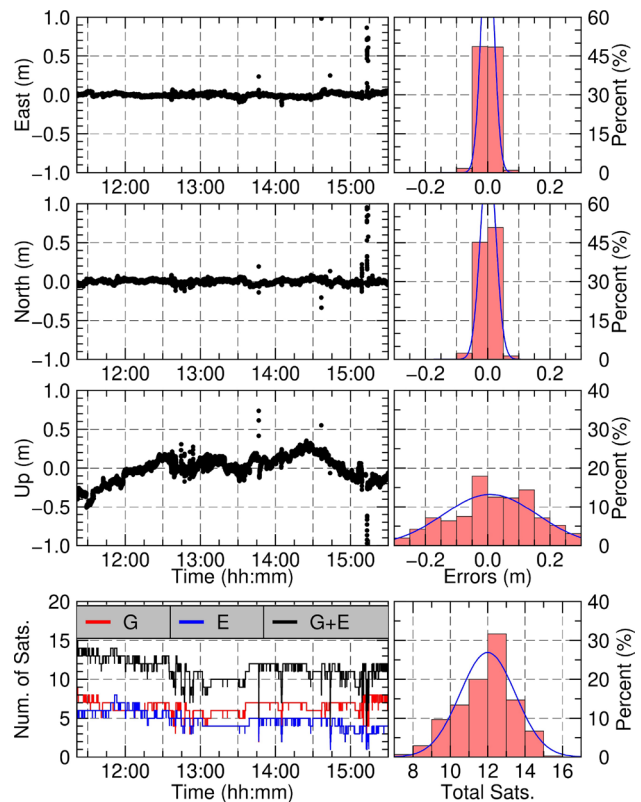 1.0
0.5
0.0
−0.5
−1.0
East (m)
12:00 13:00 14:00 15:00
60
45
30
15
0
Percent (%)
−0.2 0.0 0.2
1.0
0.5
0.0
−0.5
−1.0
North (m)
12:00 13:00 14:00 15:00
60
45
30
15
0
Percent (%)
−0.2 0.0 0.2
1.0
0.5
0.0
−0.5
−1.0
Up (m)
12:00 13:00 14:00 15:00
Time (hh:mm)
40
30
20
10
0
Percent (%)
−0.2 0.0 0.2
Errors (m)
20
15
10
5
0
Num. of Sats.
G E G+E
12:00 13:00 14:00 15:00
Time (hh:mm)
40
30
20
10
0
Percent (%)
8 10 12 14 16
Total Sats.